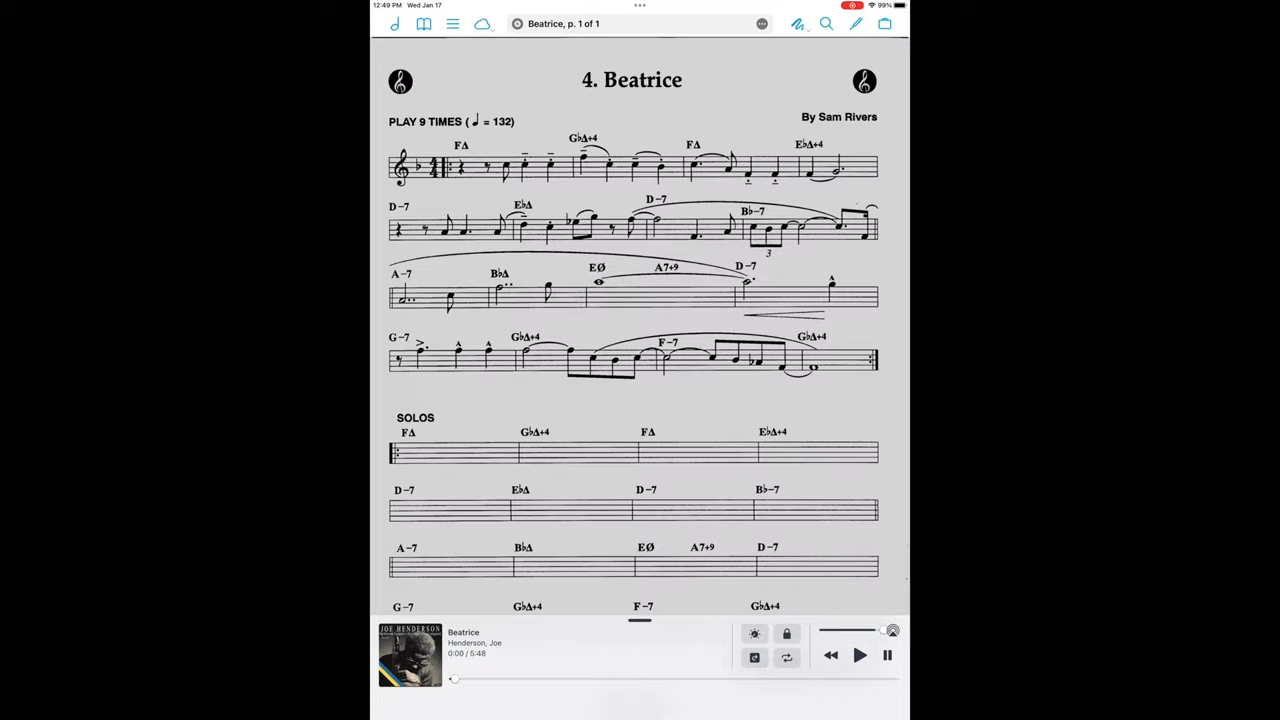 12:49 PM Wed Jan 17
99%
Beatrice, p. 1 of 1
4. Beatrice
PLAY 9 TIMES ( ♩ = 132)
By Sam Rivers
FΔ G♭Δ+4 FΔ E♭Δ+4
D–7 E♭Δ D–7 B♭–7
3
A–7 B♭Δ EØ A7+9 D–7
G–7 G♭Δ+4 F–7 G♭Δ+4
SOLOS
FΔ G♭Δ+4 FΔ E♭Δ+4
D–7 E♭Δ D–7 B♭–7
A–7 B♭Δ EØ A7+9 D–7
G–7 G♭Δ+4 F–7 G♭Δ+4
JOE HENDERSON
Beatrice
Henderson, Joe
0:00 / 5:48